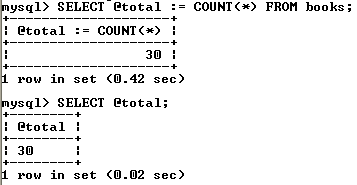 mysql> SELECT @total := COUNT(*) FROM books;
+-------------------+
| @total := COUNT(*) |
+-------------------+
|                30 |
+-------------------+
1 row in set (0.42 sec)
mysql> SELECT @total;
+--------+
| @total |
+--------+
| 30     |
+--------+
1 row in set (0.02 sec)